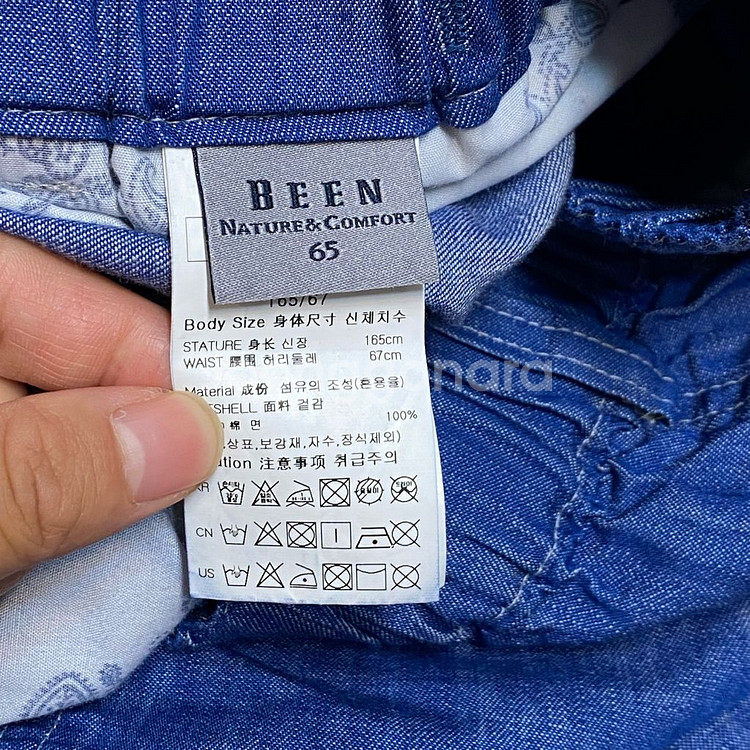 BEEN
NATURE&COMFORT
65
165/67
Body Size 身体尺寸 신체치수
STATURE 身长 신장 165cm
WAIST 腰围 허리둘레 67cm
Material 成份 섬유의 조성(혼용율)
SHELL 面料 겉감
棉 면 100%
상표,보강재,자수,장식제외)
注意事项 취급주의
KR
CN
US